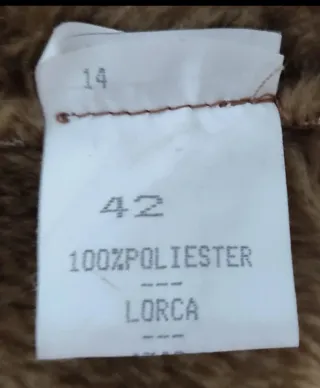 14
42
100%POLIESTER
---
LORCA
---